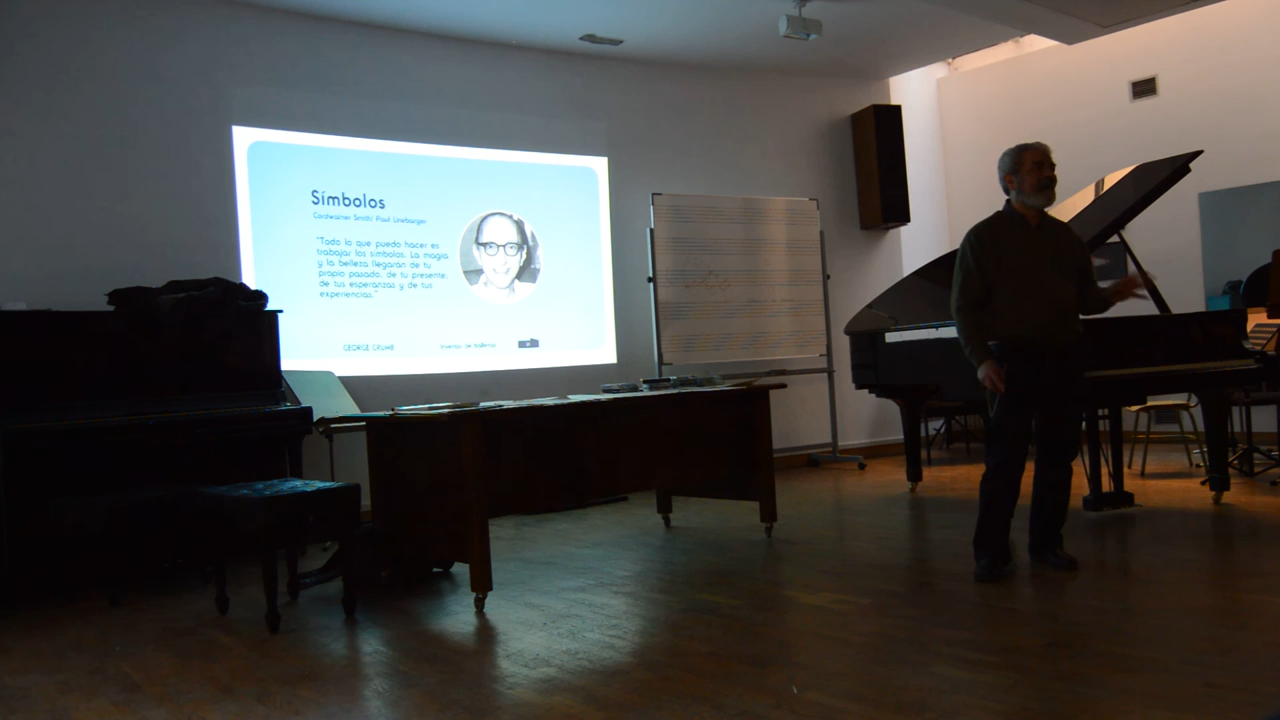 Símbolos
Cordwainer Smith/ Paul Linebarger
"Todo lo que puedo hacer es
trabajar los símbolos. La magia
y la belleza llegarán de tu
propio pasado, de tu presente,
de tus esperanzas y de tus
experiencias."
GEORGE CRUMB